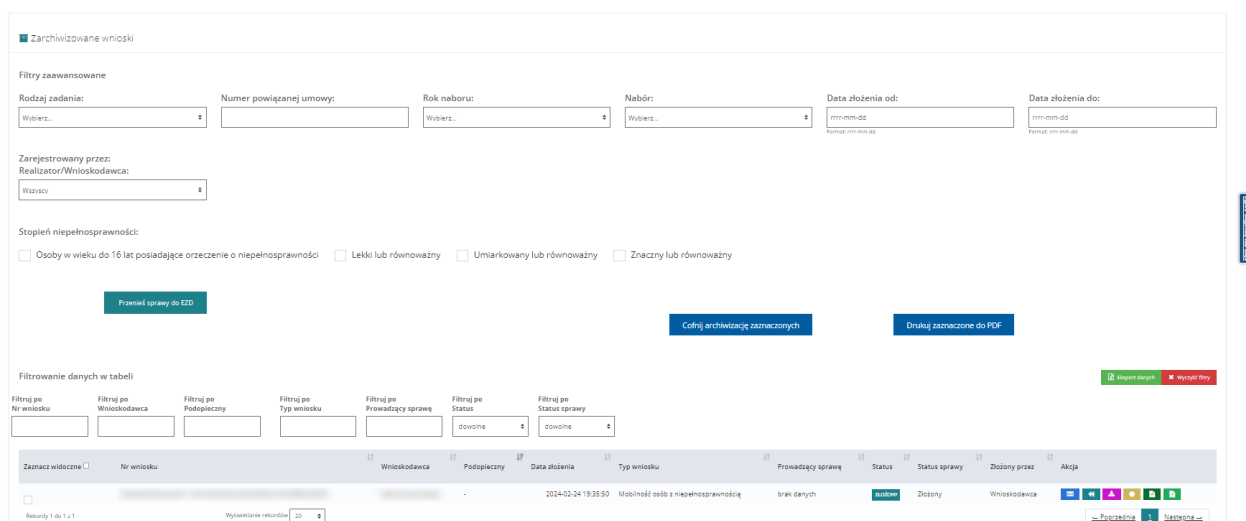 Zarchiwizowane wnioski
Filtry zaawansowane
Rodzaj zadania: Numer powiązanej umowy: Rok naboru: Nabór: Data złożenia od: Data złożenia do:
Wybierz... Wybierz... Wybierz... rrrr-mm-dd rrrr-mm-dd
Format: rrrr-mm-dd Format: rrrr-mm-dd
Zarejestrowany przez:
Realizator/Wnioskodawca:
Wszyscy
Stopień niepełnosprawności:
Osoby w wieku do 16 lat posiadające orzeczenie o niepełnosprawności Lekki lub równoważny Umiarkowany lub równoważny Znaczny lub równoważny
Przenieś sprawy do EZD
Cofnij archiwizację zaznaczonych Drukuj zaznaczone do PDF
Filtrowanie danych w tabeli Eksport danych Wyczyść filtry
Filtruj po Filtruj po Filtruj po Filtruj po Filtruj po Filtruj po Filtruj po
Nr wniosku Wnioskodawca Podopieczny Typ wniosku Prowadzący sprawę Status Status sprawy
dowolne dowolne
Zaznacz widoczne Nr wniosku Wnioskodawca Podopieczny Data złożenia Typ wniosku Prowadzący sprawę Status Status sprawy Złożony przez Akcja
- 2024-02-24 19:35:50 Mobilność osób z niepełnosprawnością brak danych ZŁOŻONY Złożony Wnioskodawca
Rekordy 1 do 1 z 1 Wyświetlanie rekordów 20 Poprzednia 1 Następna